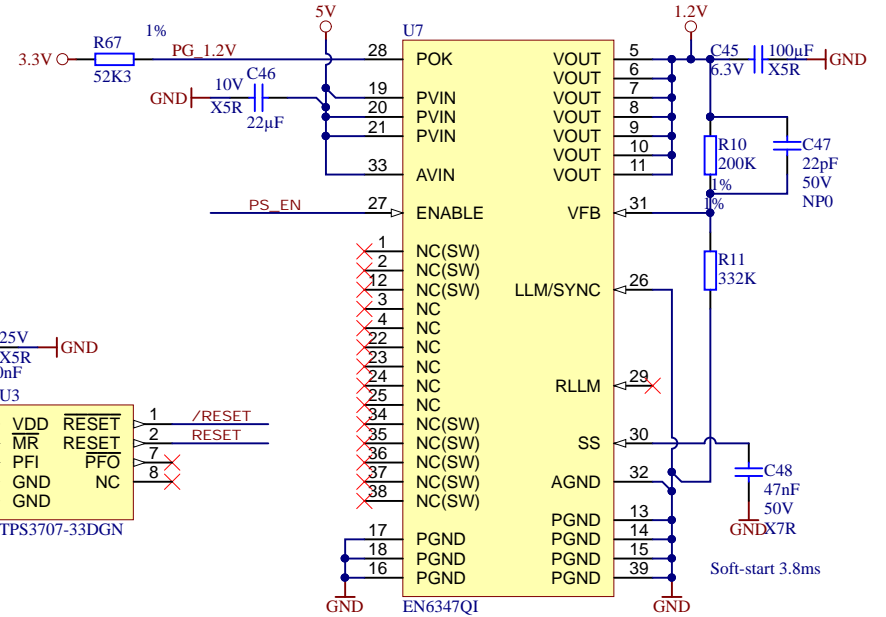 5V
1.2V
U7
1%
R67
PG_1.2V
3.3V
52K3
28
POK
VOUT
5
C45
100µF
GND
6.3V
X5R
VOUT
6
10V
C46
GND
X5R
22µF
19
PVIN
VOUT
7
20
PVIN
VOUT
8
21
PVIN
VOUT
9
VOUT
10
33
AVIN
VOUT
11
R10
200K
1%
C47
22pF
50V
NP0
PS_EN
27
ENABLE
VFB
31
1%
1
NC(SW)
2
NC(SW)
12
NC(SW)
LLM/SYNC
26
R11
332K
3
NC
4
NC
22
NC
23
NC
24
NC
RLLM
29
25
NC
34
NC(SW)
35
NC(SW)
SS
30
36
NC(SW)
37
NC(SW)
AGND
32
38
NC(SW)
C48
47nF
50V
X7R
GND
PGND
13
17
PGND
PGND
14
18
PGND
PGND
15
16
PGND
PGND
39
Soft-start 3.8ms
GND
EN6347QI
GND
25V
X5R
0nF
GND
U3
VDD
RESET
1
/RESET
MR
RESET
2
RESET
PFI
PFO
7
GND
NC
8
GND
TPS3707-33DGN